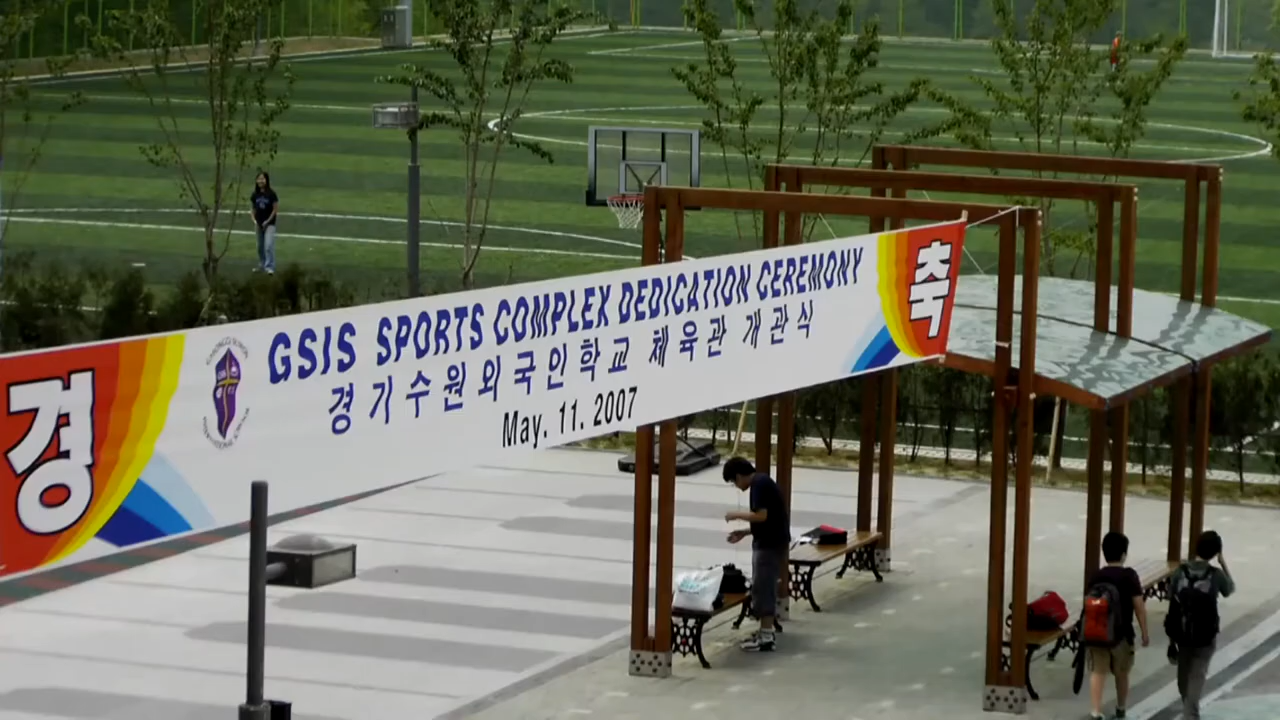 경
GSIS SPORTS COMPLEX DEDICATION CEREMONY
경기수원외국인학교 체육관 개관식
May. 11. 2007
축